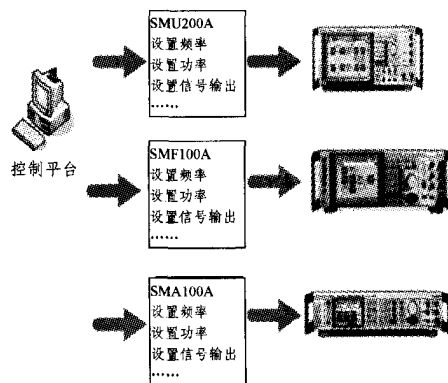 SMU200A
设置频率
设置功率
设置信号输出
……
控制平台
SMF100A
设置频率
设置功率
设置信号输出
……
SMA100A
设置频率
设置功率
设置信号输出
……